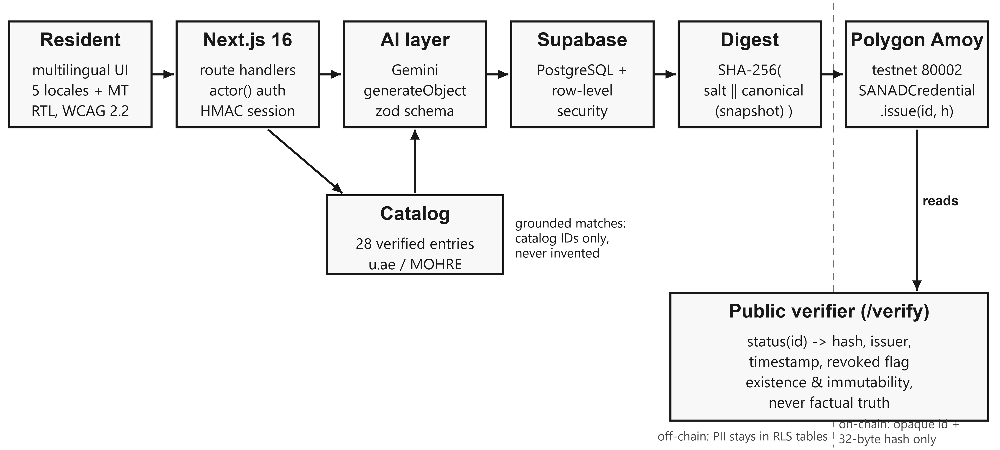 Resident
multilingual UI
5 locales + MT
RTL, WCAG 2.2
Next.js 16
route handlers
actor() auth
HMAC session
AI layer
Gemini
generateObject
zod schema
Supabase
PostgreSQL +
row-level
security
Digest
SHA-256(
salt || canonical
(snapshot) )
Polygon Amoy
testnet 80002
SANADCredential
.issue(id, h)
Catalog
28 verified entries
u.ae / MOHRE
grounded matches:
catalog IDs only,
never invented
reads
Public verifier (/verify)
status(id) -> hash, issuer,
timestamp, revoked flag
existence & immutability,
never factual truth
off-chain: PII stays in RLS tables
on-chain: opaque id +
32-byte hash only